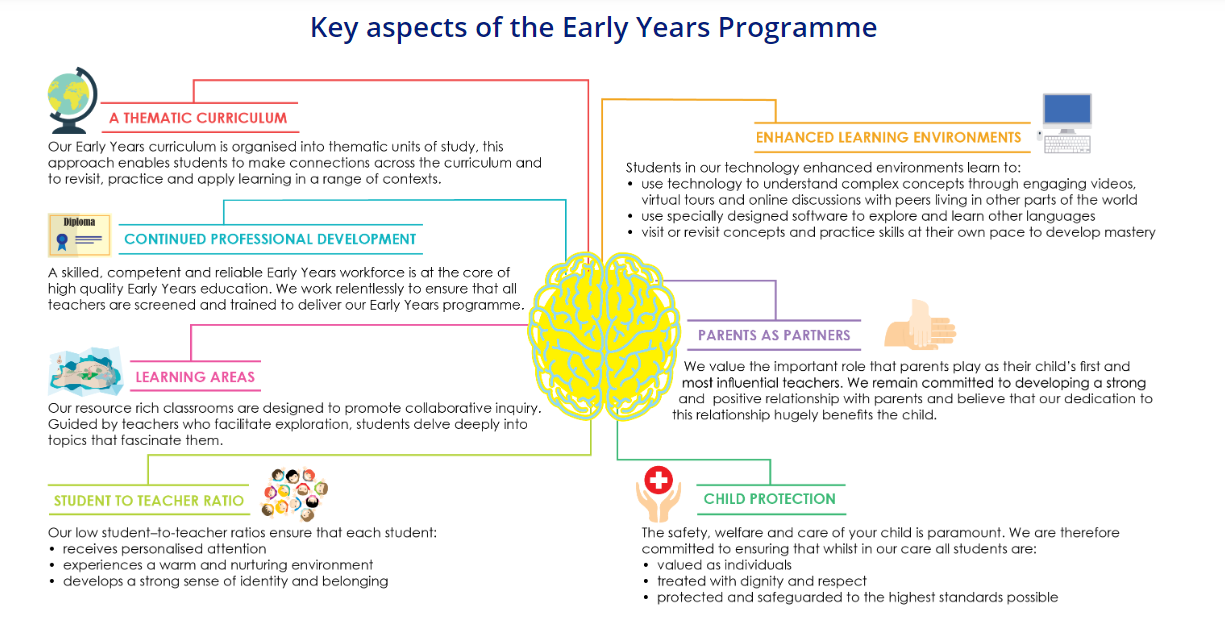 Key aspects of the Early Years Programme
A THEMATIC CURRICULUM
Our Early Years curriculum is organised into thematic units of study, this
approach enables students to make connections across the curriculum and
to revisit, practice and apply learning in a range of contexts.
Diploma
CONTINUED PROFESSIONAL DEVELOPMENT
A skilled, competent and reliable Early Years workforce is at the core of
high quality Early Years education. We work relentlessly to ensure that all
teachers are screened and trained to deliver our Early Years programme.
LEARNING AREAS
Our resource rich classrooms are designed to promote collaborative inquiry.
Guided by teachers who facilitate exploration, students delve deeply into
topics that fascinate them.
STUDENT TO TEACHER RATIO
Our low student–to-teacher ratios ensure that each student:
• receives personalised attention
• experiences a warm and nurturing environment
• develops a strong sense of identity and belonging
ENHANCED LEARNING ENVIRONMENTS
Students in our technology enhanced environments learn to:
• use technology to understand complex concepts through engaging videos,
virtual tours and online discussions with peers living in other parts of the world
• use specially designed software to explore and learn other languages
• visit or revisit concepts and practice skills at their own pace to develop mastery
PARENTS AS PARTNERS
We value the important role that parents play as their child's first and
most influential teachers. We remain committed to developing a strong
and positive relationship with parents and believe that our dedication to
this relationship hugely benefits the child.
CHILD PROTECTION
The safety, welfare and care of your child is paramount. We are therefore
committed to ensuring that whilst in our care all students are:
• valued as individuals
• treated with dignity and respect
• protected and safeguarded to the highest standards possible